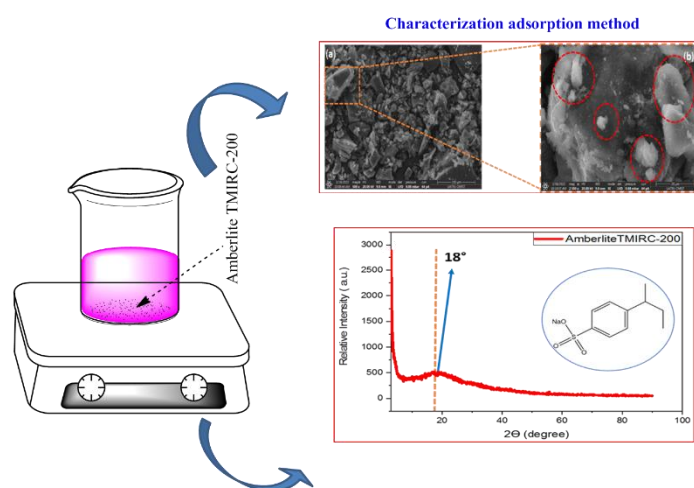 Characterization adsorption method
(a)
(b)
Amberlite TMIRC-200
AmberliteTMIRC-200
18°
NaO
S
O
O
Relative Intensity ( a.u.)
3000
2500
2000
1500
1000
500
0
20
40
60
80
100
2Θ (degree)